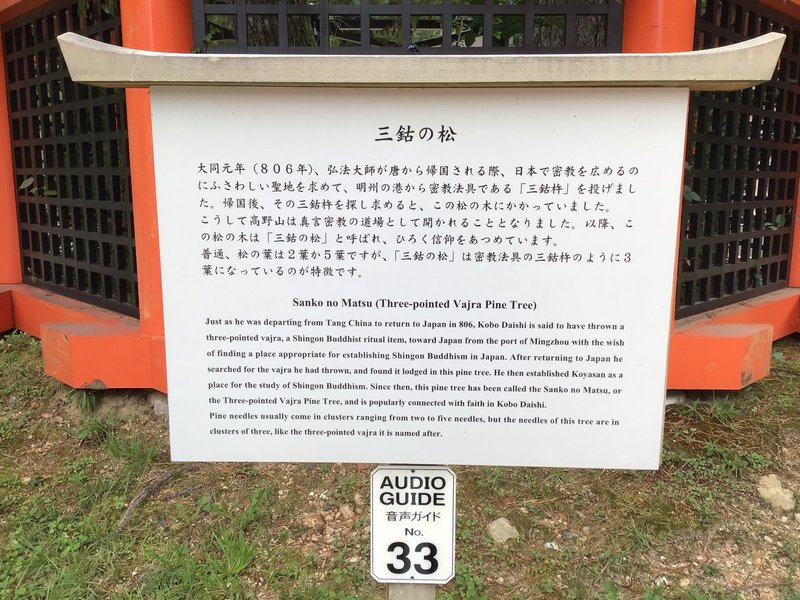 三鈷の松
大同元年（８０６年）、弘法大師が唐から帰国される際、日本で密教を広めるの
にふさわしい聖地を求めて、明州の港から密教法具である「三鈷杵」を投げまし
た。帰国後、その三鈷杵を探し求めると、この松の木にかかっていました。
こうして高野山は真言密教の道場として開かれることとなりました。以降、こ
の松の木は「三鈷の松」と呼ばれ、ひろく信仰をあつめています。
普通、松の葉は２葉か５葉ですが、「三鈷の松」は密教法具の三鈷杵のように３
葉になっているのが特徴です。
Sanko no Matsu (Three-pointed Vajra Pine Tree)
Just as he was departing from Tang China to return to Japan in 806, Kobo Daishi is said to have thrown a
three-pointed vajra, a Shingon Buddhist ritual item, toward Japan from the port of Mingzhou with the wish
of finding a place appropriate for establishing Shingon Buddhism in Japan. After returning to Japan he
searched for the vajra he had thrown, and found it lodged in this pine tree. He then established Koyasan as a
place for the study of Shingon Buddhism. Since then, this pine tree has been called the Sanko no Matsu, or
the Three-pointed Vajra Pine Tree, and is popularly connected with faith in Kobo Daishi.
Pine needles usually come in clusters ranging from two to five needles, but the needles of this tree are in
clusters of three, like the three-pointed vajra it is named after.
AUDIO
GUIDE
音声ガイド
No.
33